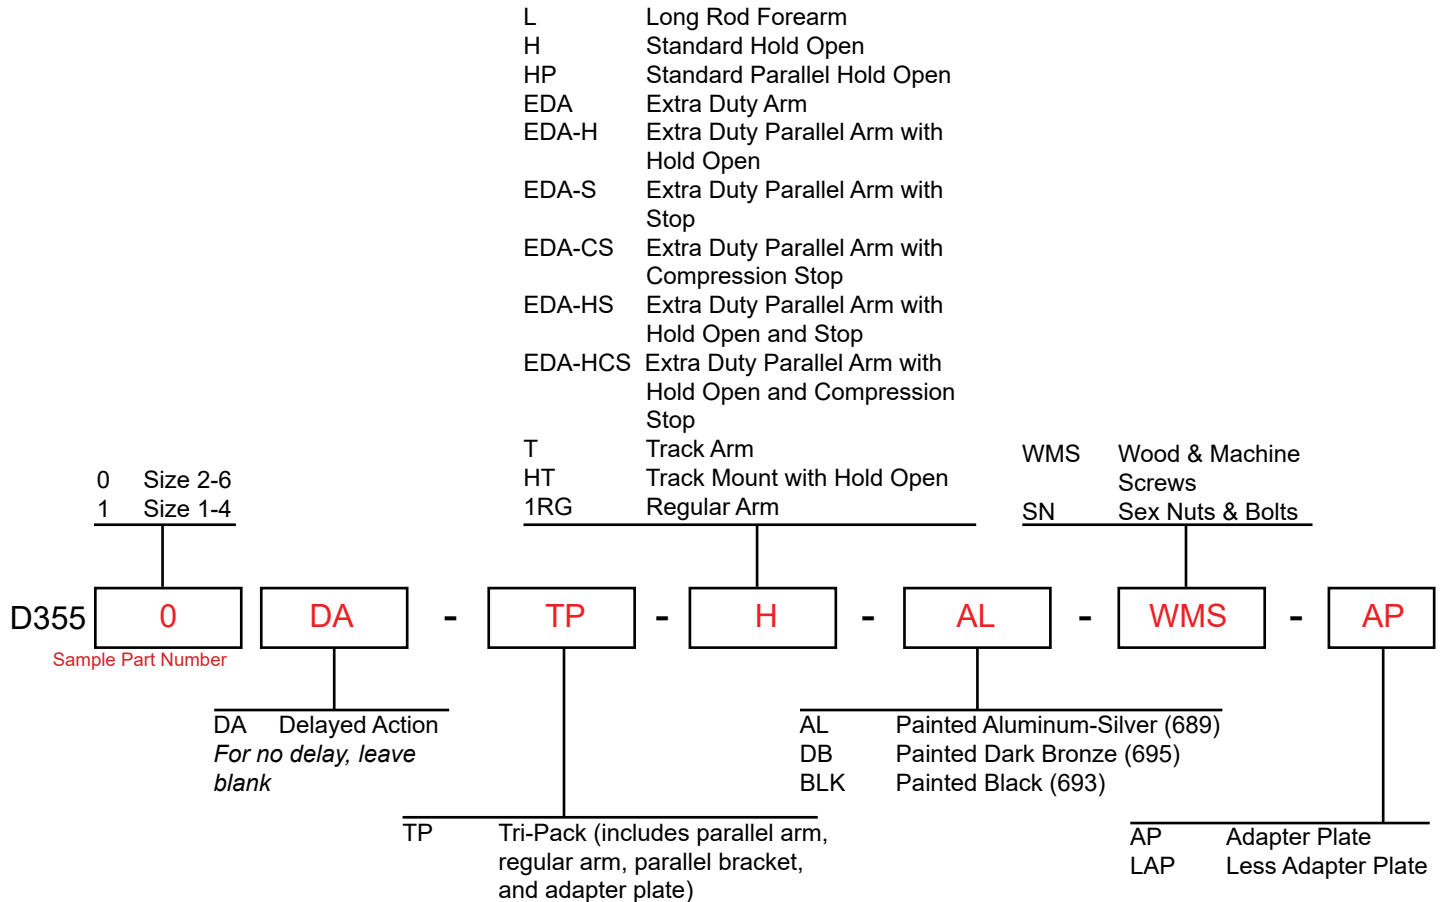 L Long Rod Forearm
H Standard Hold Open
HP Standard Parallel Hold Open
EDA Extra Duty Arm
EDA-H Extra Duty Parallel Arm with
Hold Open
EDA-S Extra Duty Parallel Arm with
Stop
EDA-CS Extra Duty Parallel Arm with
Compression Stop
EDA-HS Extra Duty Parallel Arm with
Hold Open and Stop
EDA-HCS Extra Duty Parallel Arm with
Hold Open and Compression
Stop
T Track Arm
HT Track Mount with Hold Open
1RG Regular Arm
WMS Wood & Machine
Screws
SN Sex Nuts & Bolts
0 Size 2-6
1 Size 1-4
D355 0 DA - TP - H - AL - WMS - AP
Sample Part Number
DA Delayed Action
For no delay, leave
blank
AL Painted Aluminum-Silver (689)
DB Painted Dark Bronze (695)
BLK Painted Black (693)
TP Tri-Pack (includes parallel arm,
regular arm, parallel bracket,
and adapter plate)
AP Adapter Plate
LAP Less Adapter Plate